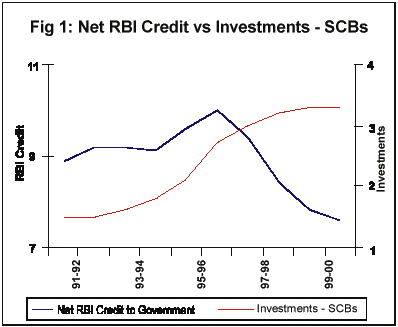 Fig 1: Net RBI Credit vs Investments - SCBs
11
9
7
RBI Credit
4
3
2
1
Investments
91-92
93-94
95-96
97-98
99-00
Net RBI Credit to Government
Investments - SCBs